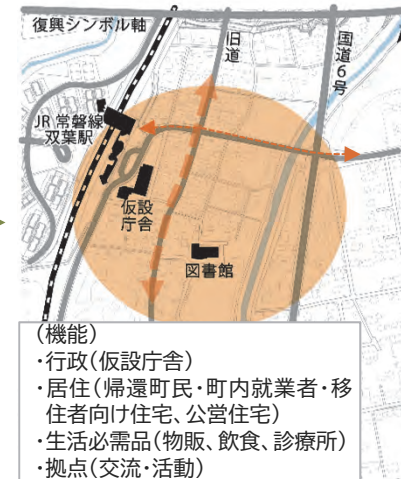 復興シンボル軸
旧道
国道6号
JR 常磐線
双葉駅
仮設
庁舎
図書館
(機能)
・行政(仮設庁舎)
・居住(帰還町民・町内就業者・移
住者向け住宅、公営住宅)
・生活必需品(物販、飲食、診療所)
・拠点(交流・活動)